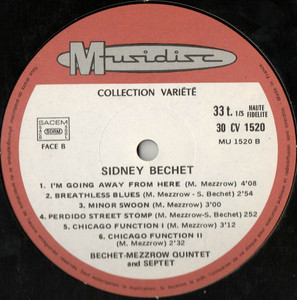 Musidisc
COLLECTION VARIÉTÉ
33 t. 1/3 HAUTE FIDELITE
30 CV 1520
MU 1520 B
SACEM
SDRM
FACE B
SIDNEY BECHET
1. I'M GOING AWAY FROM HERE (M. Mezzrow) 4'08
2. BREATHLESS BLUES (M. Mezzrow - S. Bechet) 2'54
3. MINOR SWOON (M. Mezzrow) 3'00
4. PERDIDO STREET STOMP (M. Mezzrow-S. Bechet) 252
5. CHICAGO FUNCTION I (M. Mezzrow) 3'12
6. CHICAGO FUNCTION II
(M. Mezzrow) 2'32
BECHET-MEZZROW QUINTET
and SEPTET